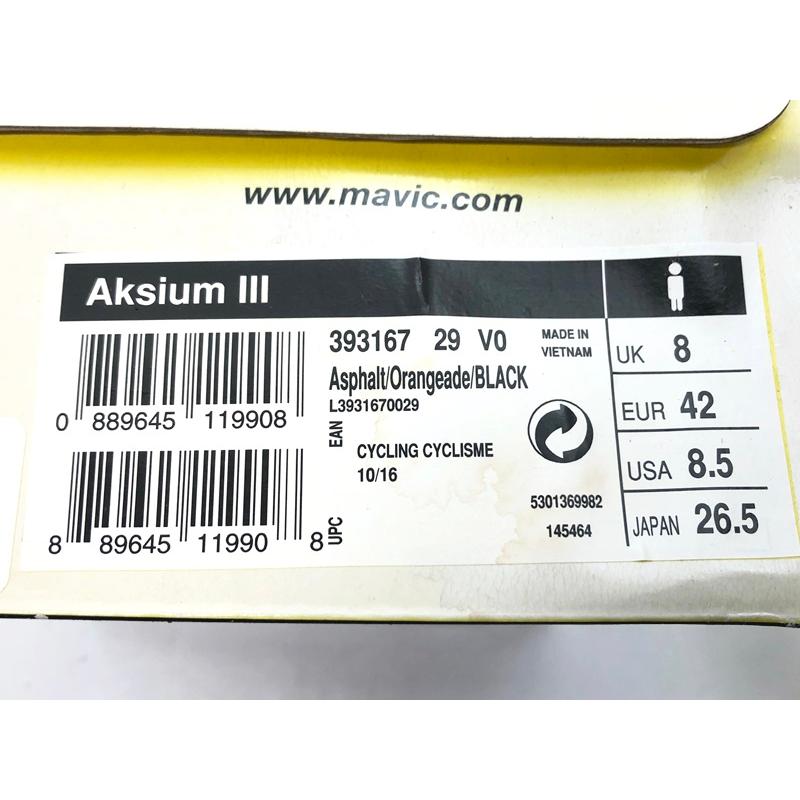 www.mavic.com
Aksium III
393167 29 V0
MADE IN
VIETNAM
Asphalt/Orangeade/BLACK
L3931670029
0 889645 119908
EAN
CYCLING CYCLISME
10/16
8 89645 11990 8
UPC
5301369982
145464
UK 8
EUR 42
USA 8.5
JAPAN 26.5